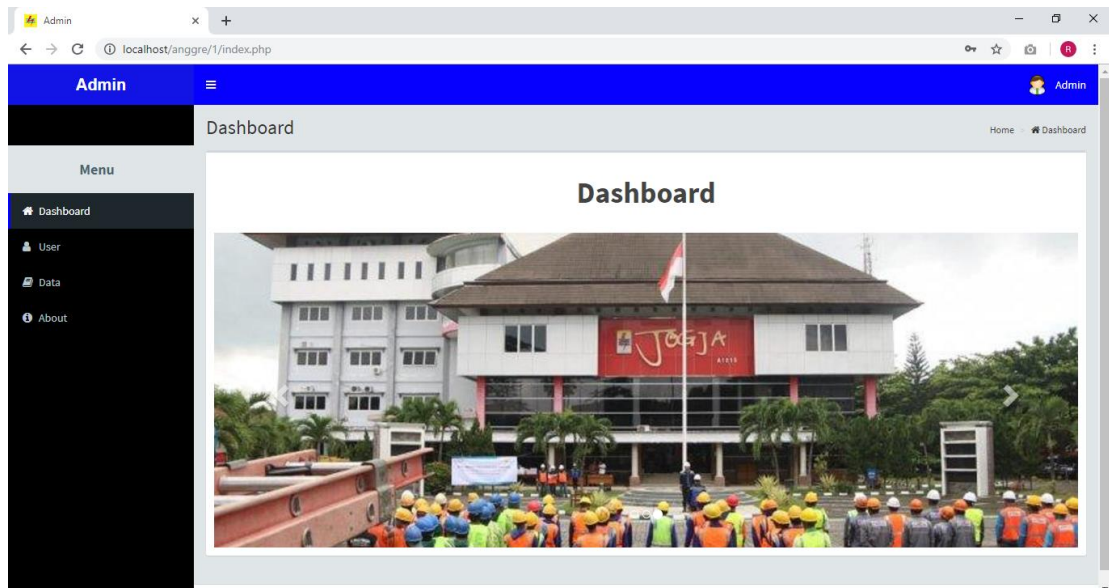 Admin
localhost/anggre/1/index.php
R
Admin
Admin
Dashboard
Home
Dashboard
Menu
Dashboard
Dashboard
User
Data
About
JOGJA